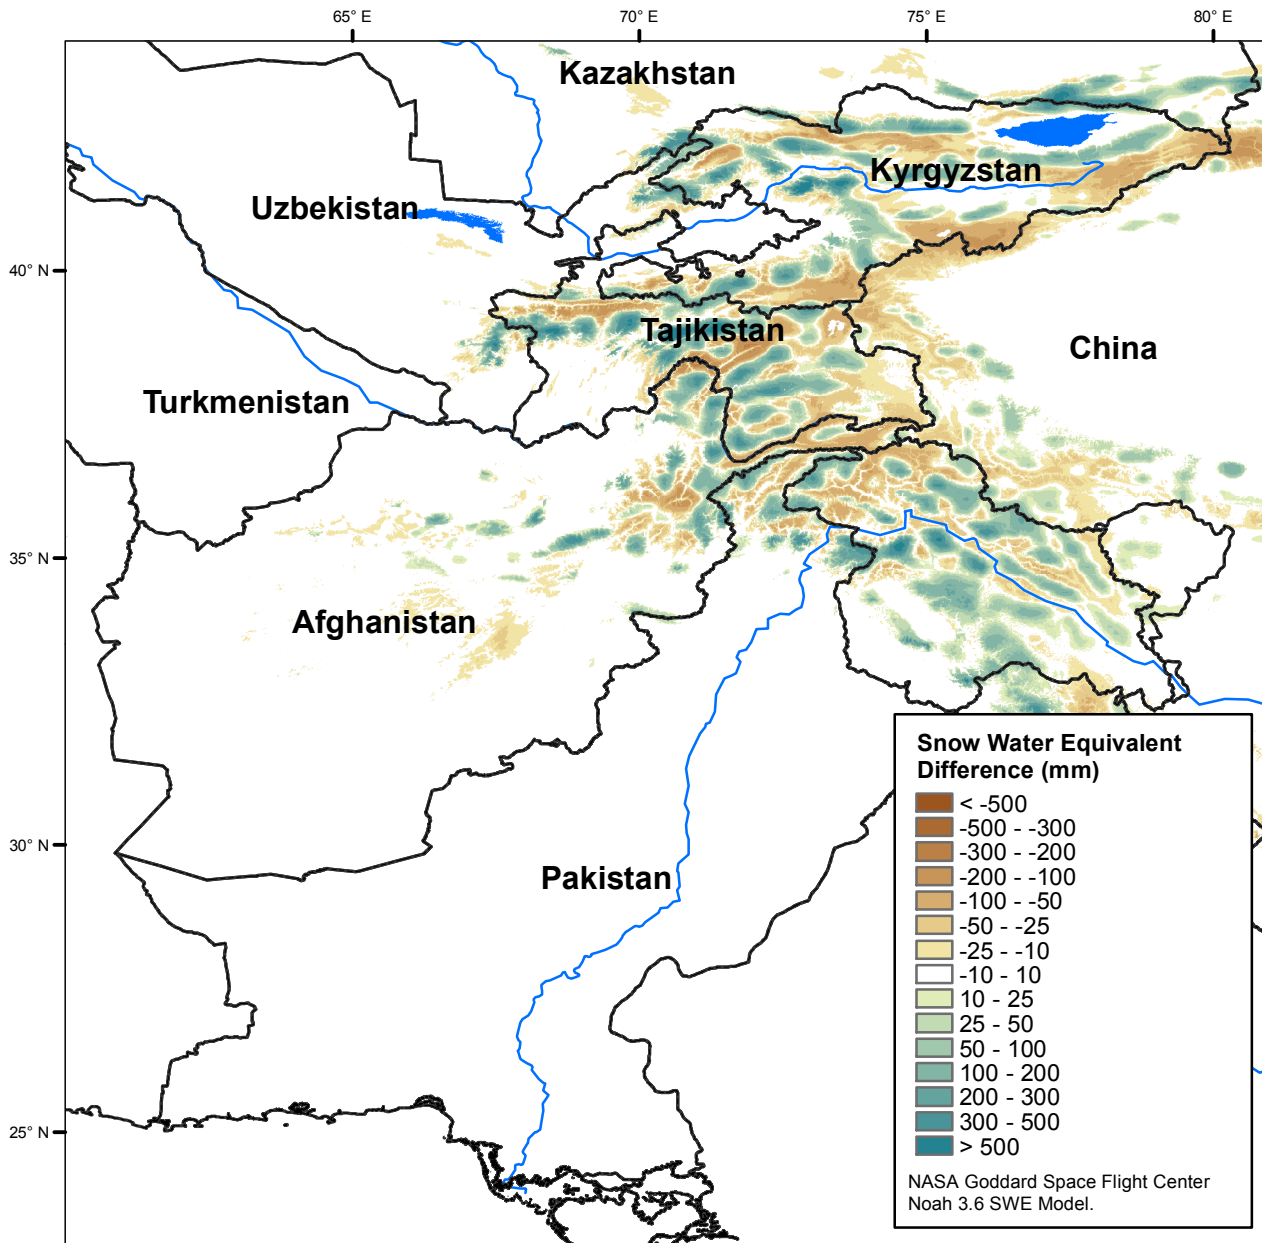 65° E
70° E
75° E
80° E
Kazakhstan
Kyrgyzstan
Uzbekistan
40° N
Tajikistan
China
Turkmenistan
35° N
Afghanistan
30° N
Pakistan
25° N
Snow Water Equivalent
Difference (mm)
< -500
-500 - -300
-300 - -200
-200 - -100
-100 - -50
-50 - -25
-25 - -10
-10 - 10
10 - 25
25 - 50
50 - 100
100 - 200
200 - 300
300 - 500
> 500
NASA Goddard Space Flight Center
Noah 3.6 SWE Model.